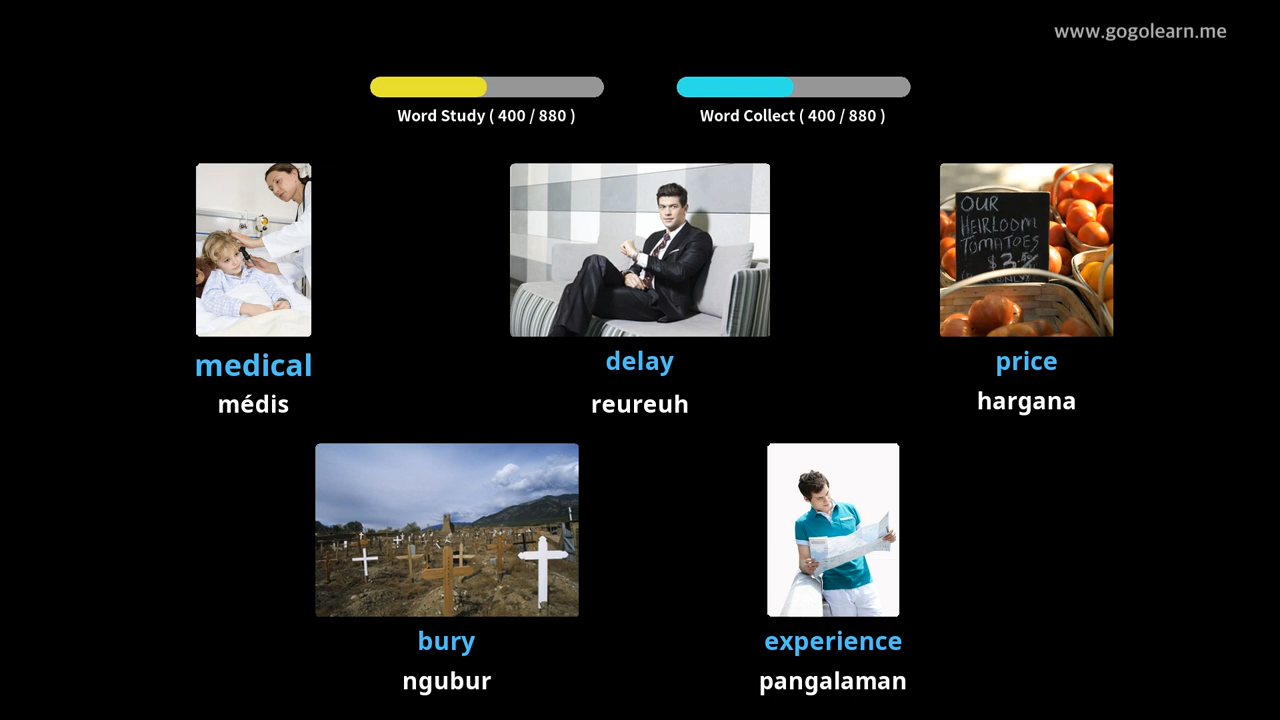 www.gogolearn.me
Word Study ( 400 / 880 )
Word Collect ( 400 / 880 )
OUR
HEIRLOOM
TOMATOES
medical
médis
delay
reureuh
price
hargana
bury
ngubur
experience
pangalaman